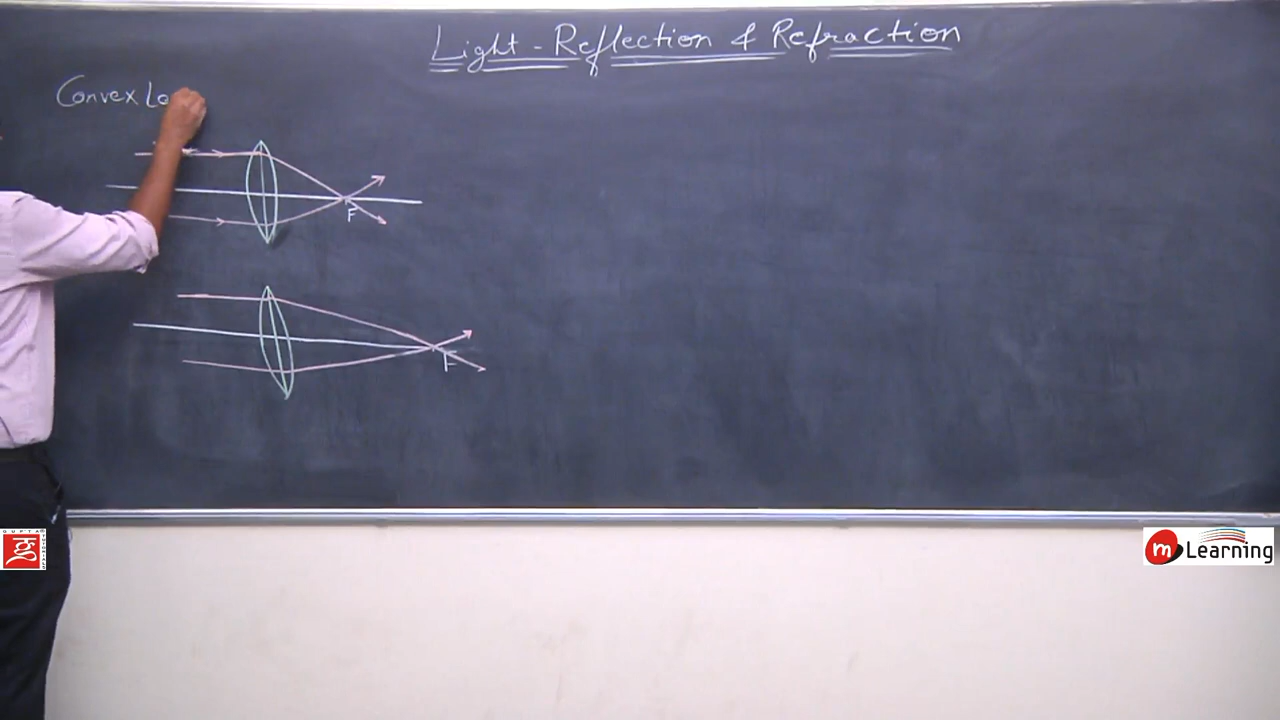 Light - Reflection & Refraction
Convex
F
F
m Learning